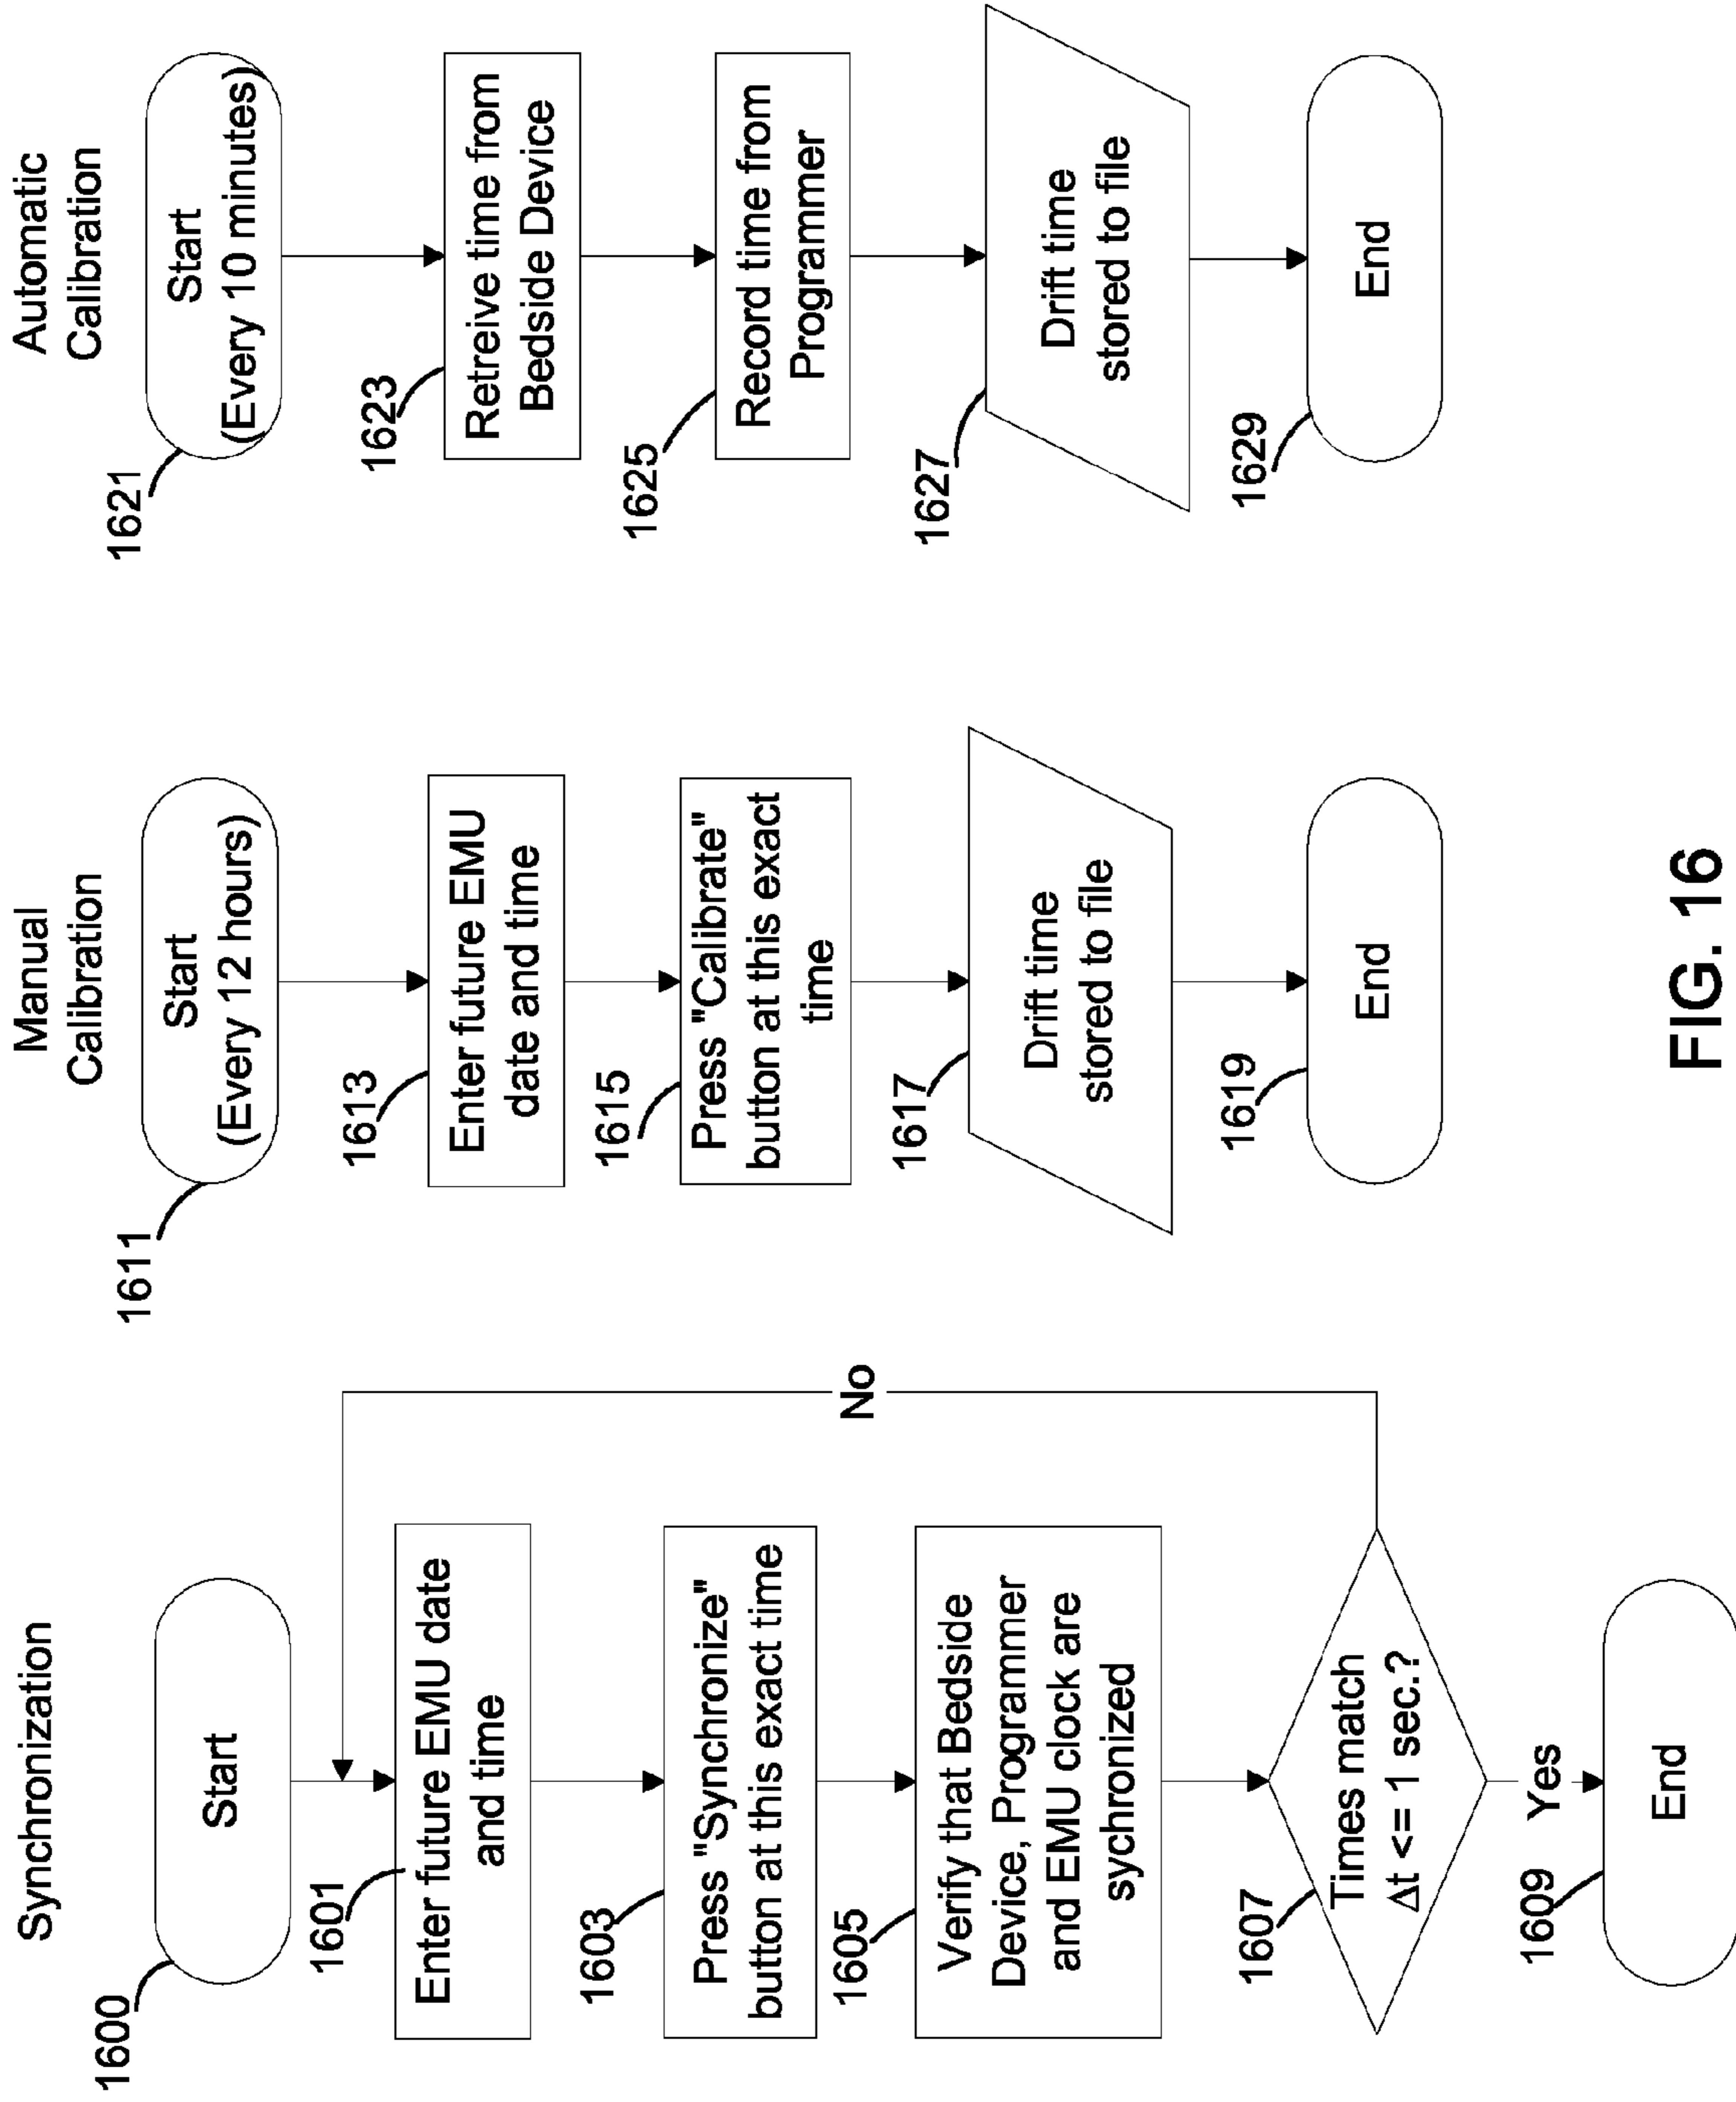 Synchronization
1600
Start
1601
Enter future EMU date
and time
1603
Press "Synchronize"
button at this exact time
1605
Verify that Bedside
Device, Programmer
and EMU clock are
sychronized
1607
Times match
Δt <= 1 sec.?
No
Yes
1609
End
Manual
Calibration
1611
Start
(Every 12 hours)
1613
Enter future EMU
date and time
1615
Press "Calibrate"
button at this exact
time
1617
Drift time
stored to file
1619
End
Automatic
Calibration
1621
Start
(Every 10 minutes)
1623
Retreive time from
Bedside Device
1625
Record time from
Programmer
1627
Drift time
stored to file
1629
End
FIG. 16